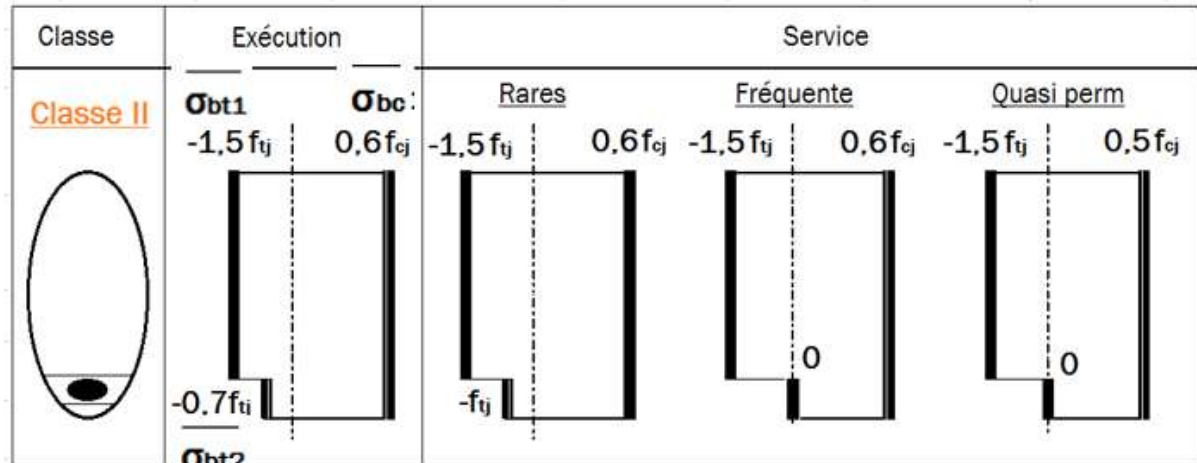 Classe Exécution Service
Classe II
σbt1 σbc
Rares Fréquente Quasi perm
-1,5 ftj 0,6fcj -1,5 ftj 0,6fcj -1,5 ftj 0,6fcj -1,5 ftj 0,5fcj
0 0
-0,7ftj -ftj
σbt2